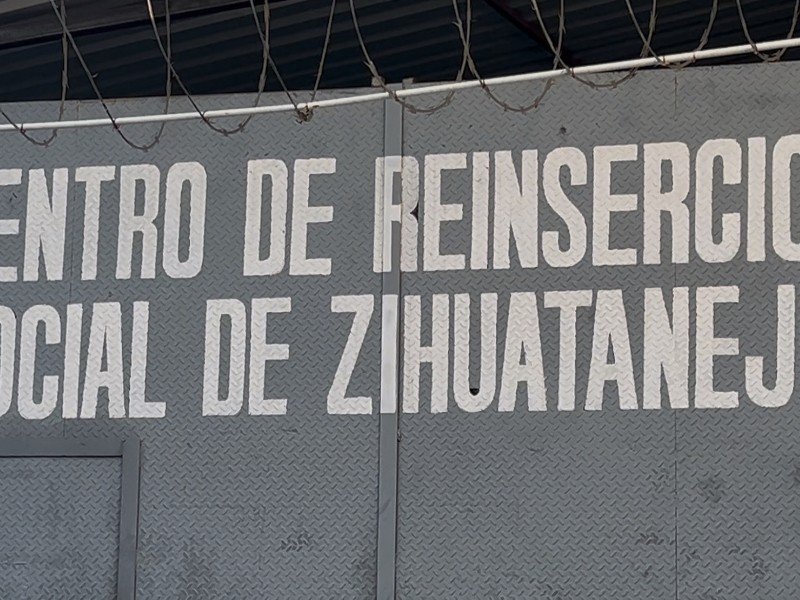 ENTRO DE REINSERCIO
OCIAL DE ZIHUATANEJ